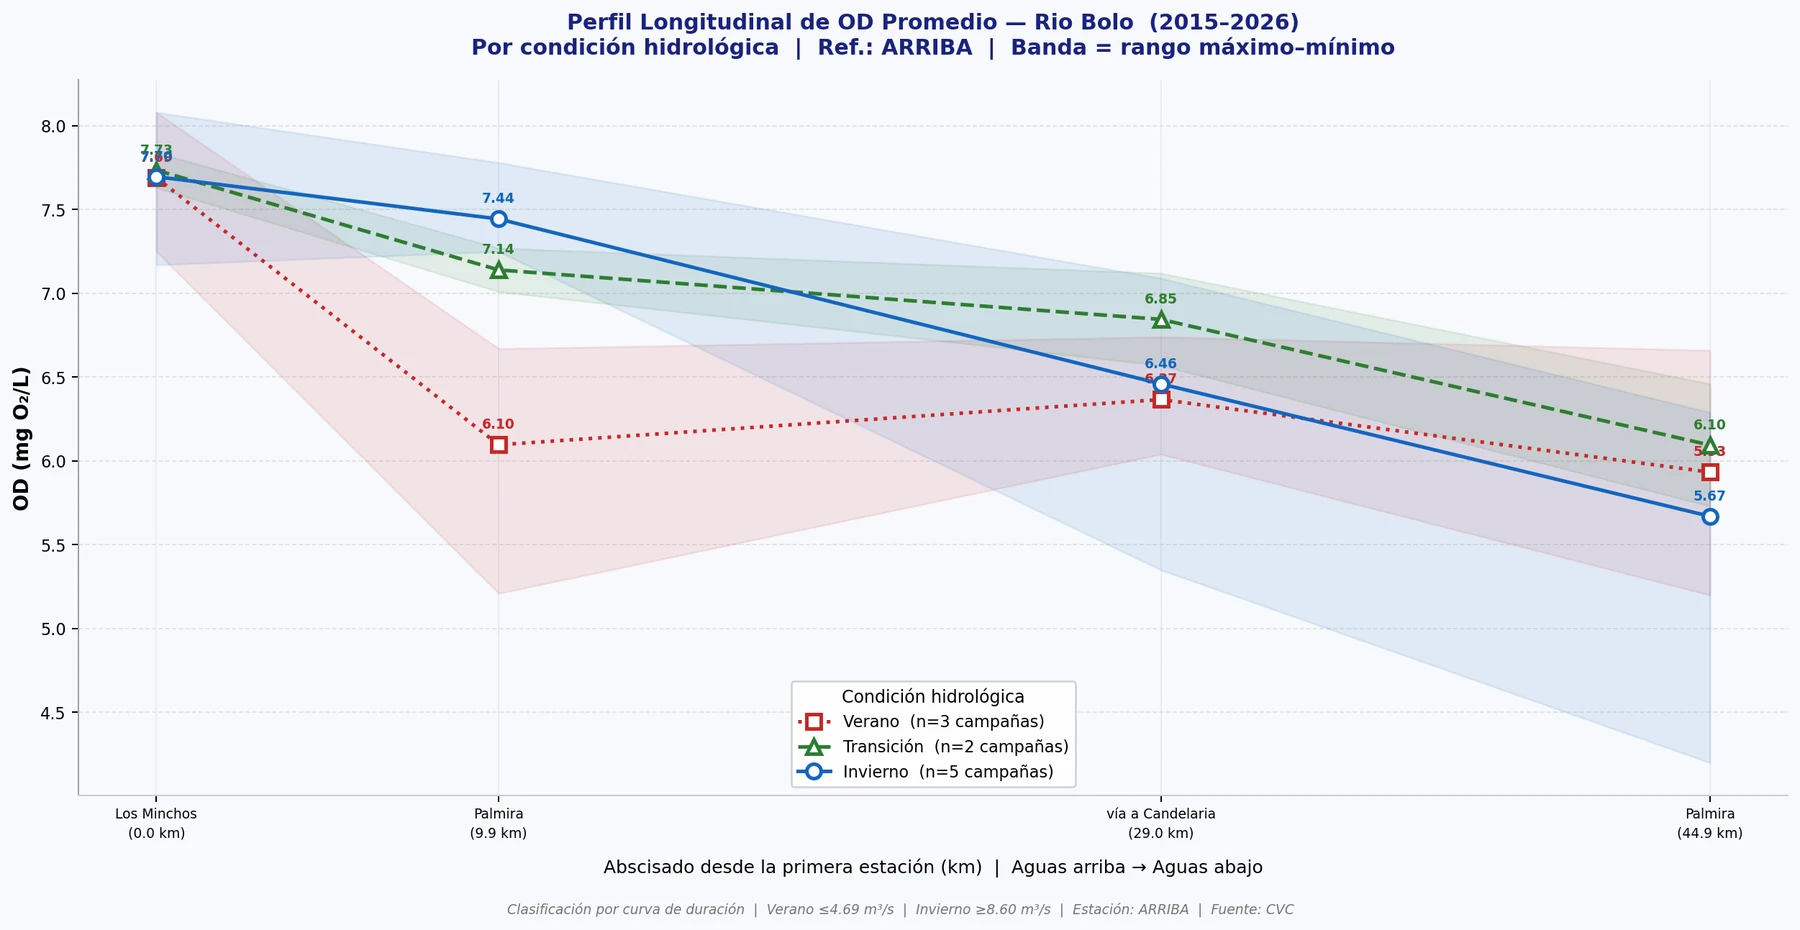 Perfil Longitudinal de OD Promedio — Rio Bolo  (2015–2026)
Por condición hidrológica  |  Ref.: ARRIBA  |  Banda = rango máximo–mínimo
OD (mg O₂/L)
8.0
7.5
7.0
6.5
6.0
5.5
5.0
4.5
7.73
7.44
7.14
6.10
6.85
6.46
6.10
5.67
Condición hidrológica
Verano  (n=3 campañas)
Transición  (n=2 campañas)
Invierno  (n=5 campañas)
Los Minchos
(0.0 km)
Palmira
(9.9 km)
vía a Candelaria
(29.0 km)
Palmira
(44.9 km)
Abscisado desde la primera estación (km)  |  Aguas arriba → Aguas abajo
Clasificación por curva de duración  |  Verano ≤4.69 m³/s  |  Invierno ≥8.60 m³/s  |  Estación: ARRIBA  |  Fuente: CVC